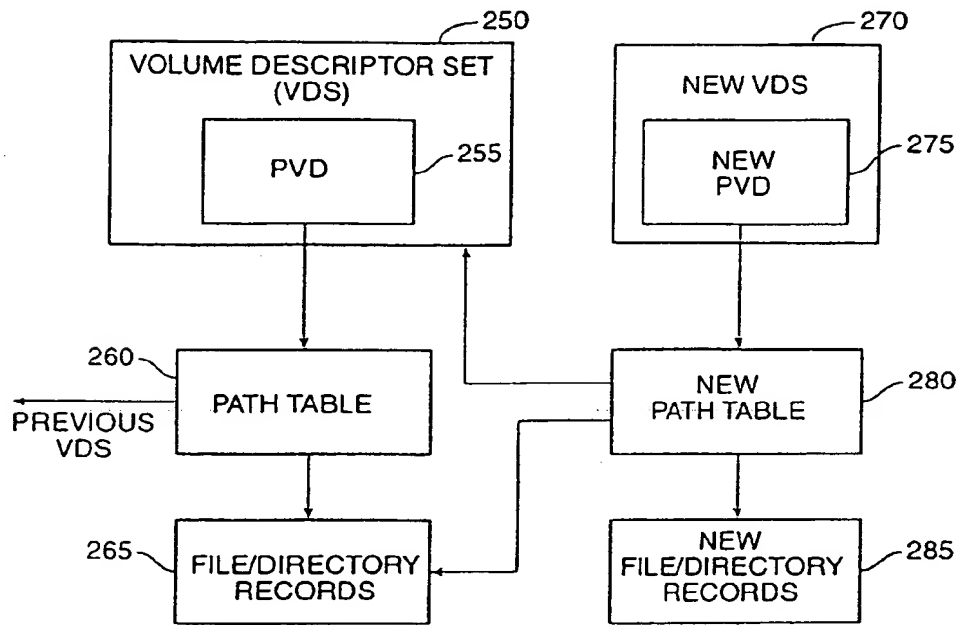 250
VOLUME DESCRIPTOR SET
(VDS)
PVD
255
270
NEW VDS
NEW
PVD
275
260
PATH TABLE
PREVIOUS
VDS
NEW
PATH TABLE
280
265
FILE/DIRECTORY
RECORDS
NEW
FILE/DIRECTORY
RECORDS
285